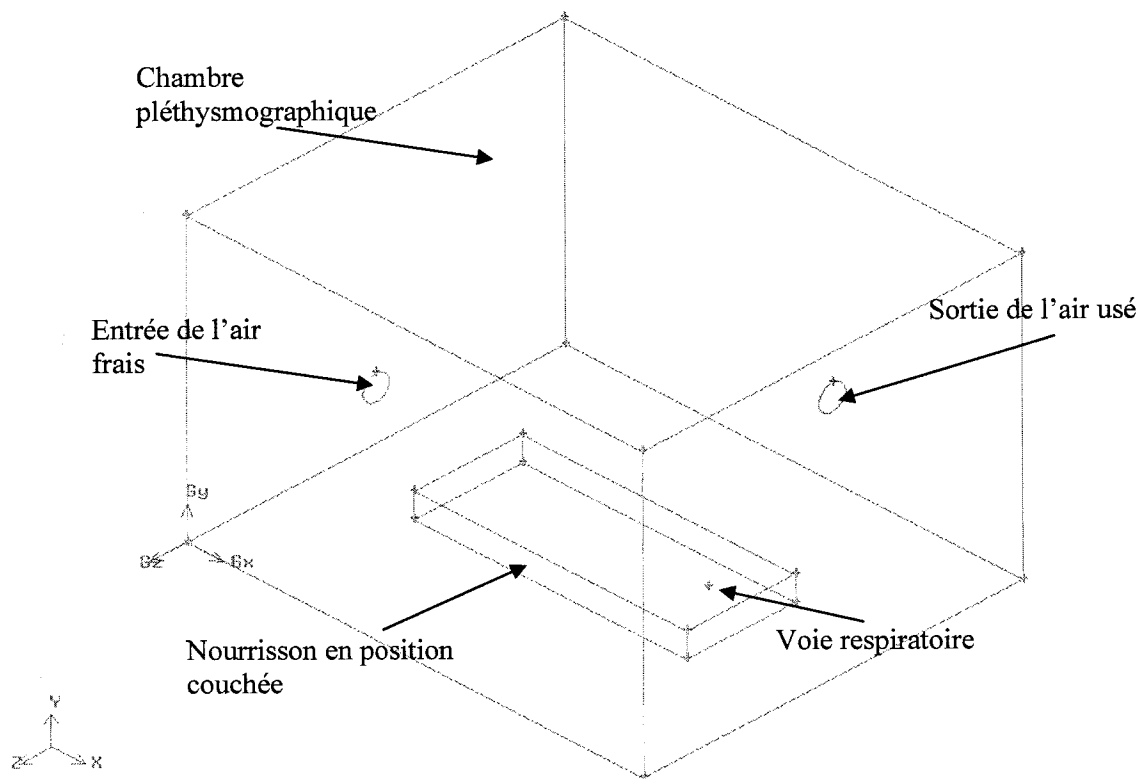 Chambre
pléthysmographique
Sortie de l’air usé
Entrée de l’air
frais
Gy
Gz
Gx
Voie respiratoire
Nourrisson en position
couchée
Y
Z
X